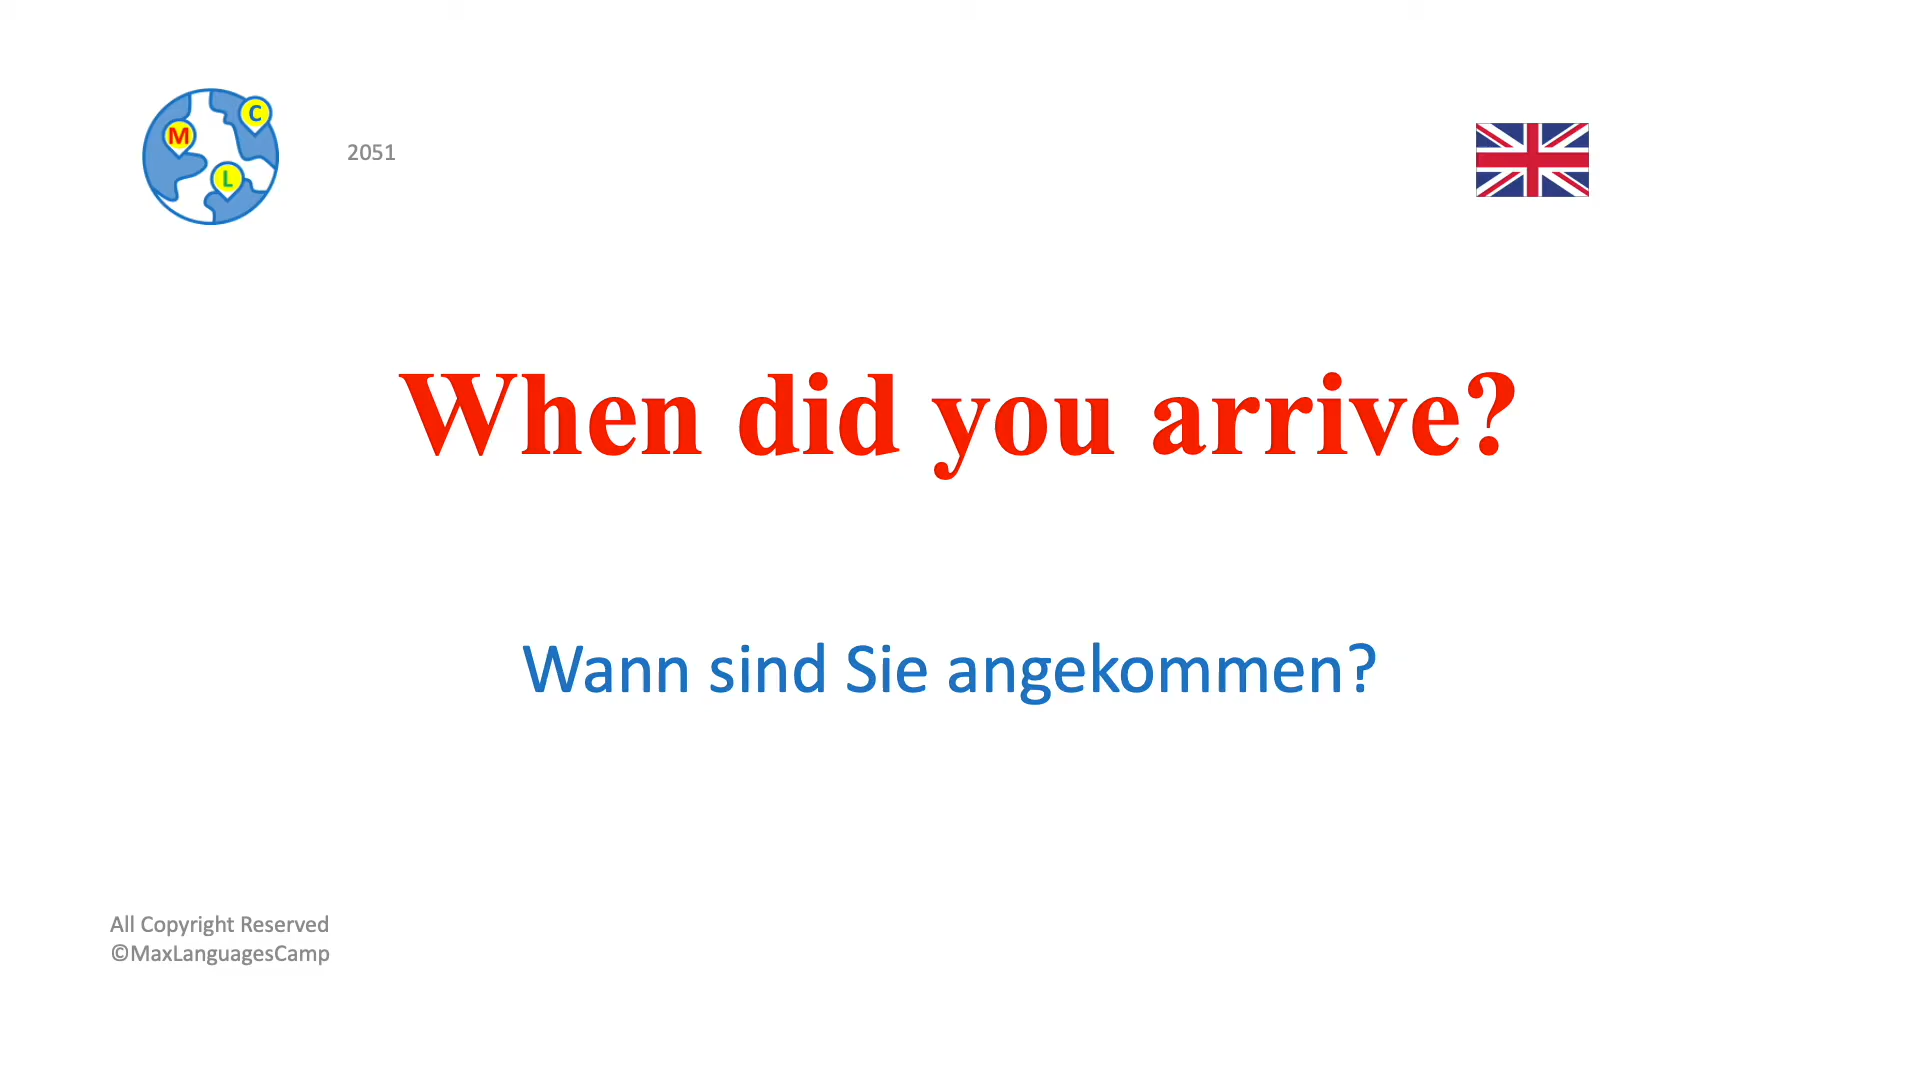 M
C
L
2051
When did you arrive?
Wann sind Sie angekommen?
All Copyright Reserved
©MaxLanguagesCamp